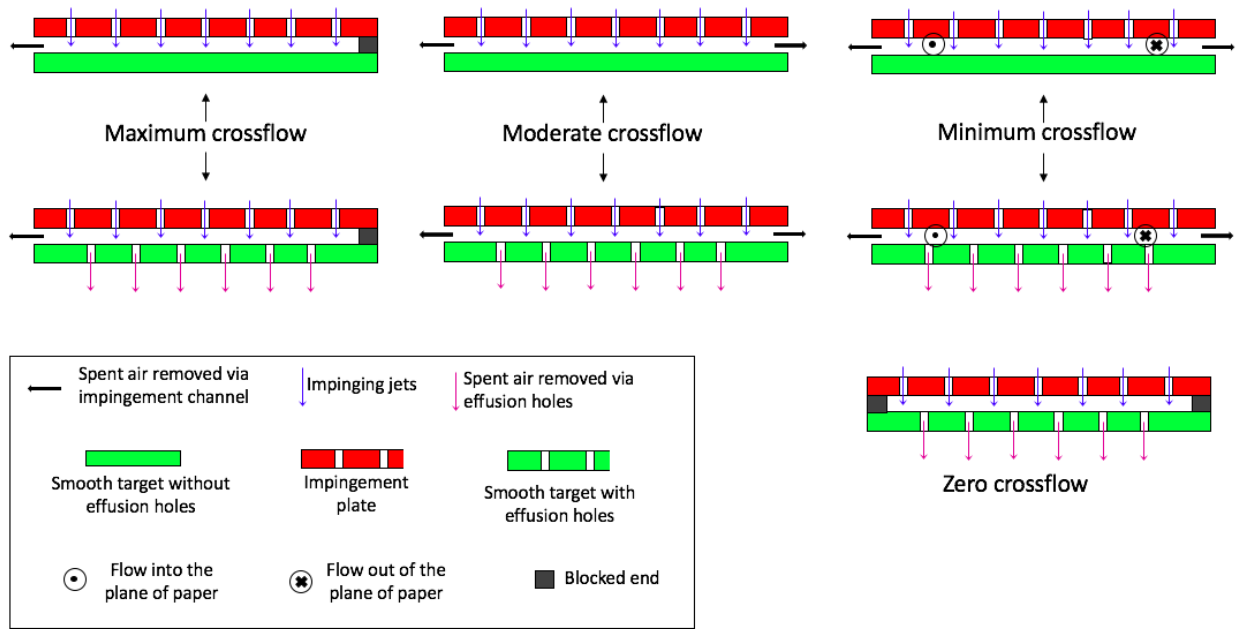 Maximum crossflow
Moderate crossflow
Minimum crossflow
Zero crossflow
Spent air removed via
impingement channel
Impinging jets
Spent air removed via
effusion holes
Smooth target without
effusion holes
Impingement
plate
Smooth target with
effusion holes
Flow into the
plane of paper
Flow out of the
plane of paper
Blocked end